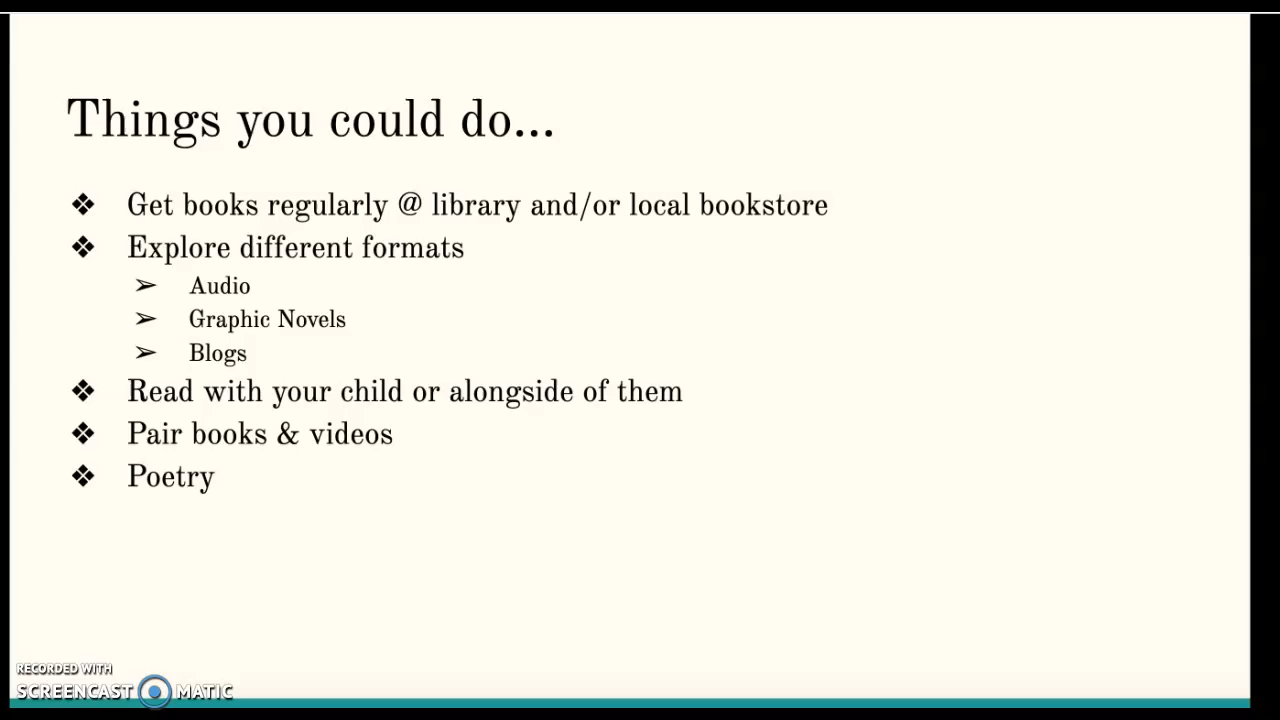 Things you could do...
❖ Get books regularly @ library and/or local bookstore
❖ Explore different formats
➢ Audio
➢ Graphic Novels
➢ Blogs
❖ Read with your child or alongside of them
❖ Pair books & videos
❖ Poetry
RECORDED WITH
SCREENCAST MATIC